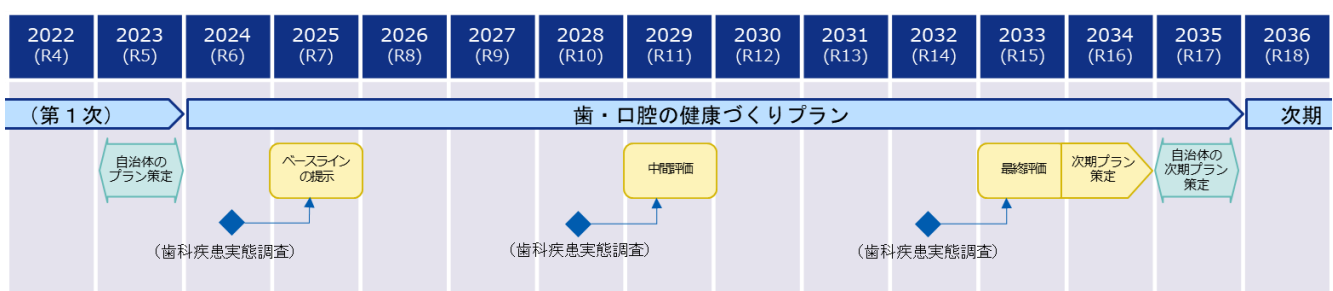 2022 2023 2024 2025 2026 2027 2028 2029 2030 2031 2032 2033 2034 2035 2036
(R4) (R5) (R6) (R7) (R8) (R9) (R10) (R11) (R12) (R13) (R14) (R15) (R16) (R17) (R18)
(第1次) 歯・口腔の健康づくりプラン 次期
自治体の
プラン策定
ベースライン
の提示
中間評価
最終評価
次期プラン
策定
自治体の
次期プラン
策定
(歯科疾患実態調査)
(歯科疾患実態調査)
(歯科疾患実態調査)